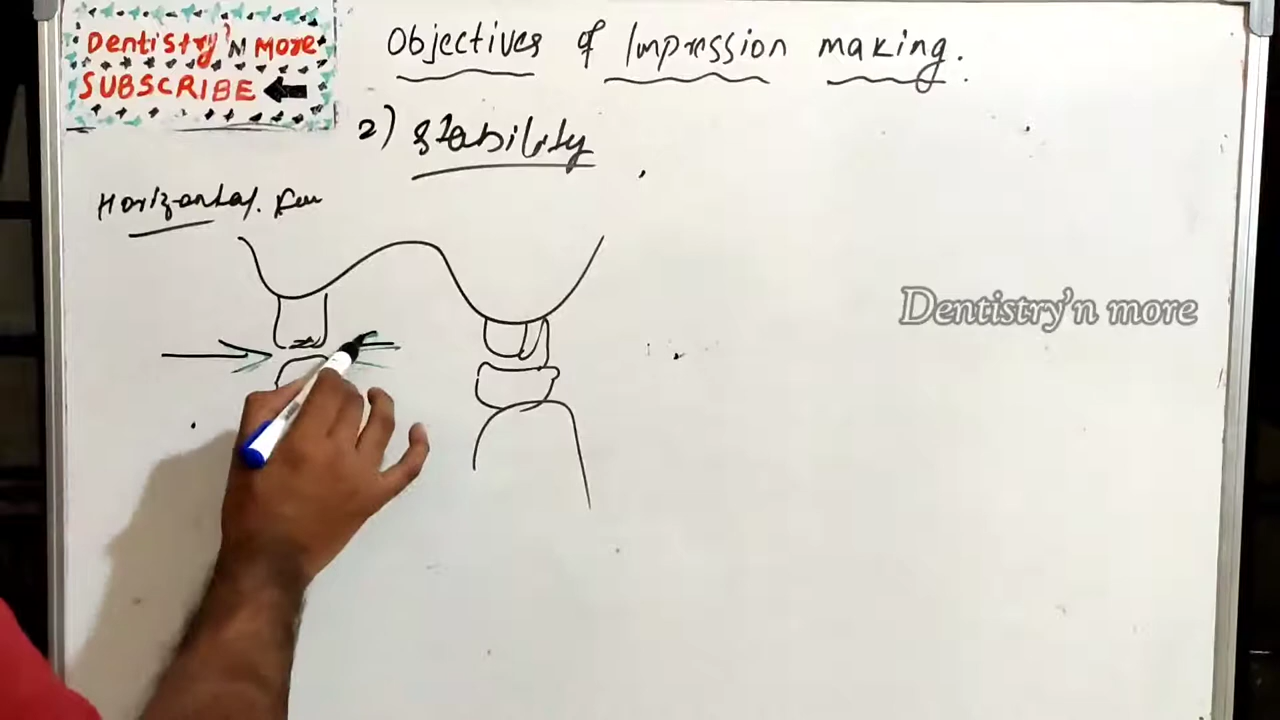 Dentistry'N more
SUBSCRIBE
Objectives of Impression making.
2) Stability
Horizontal.
Dentistry'n more